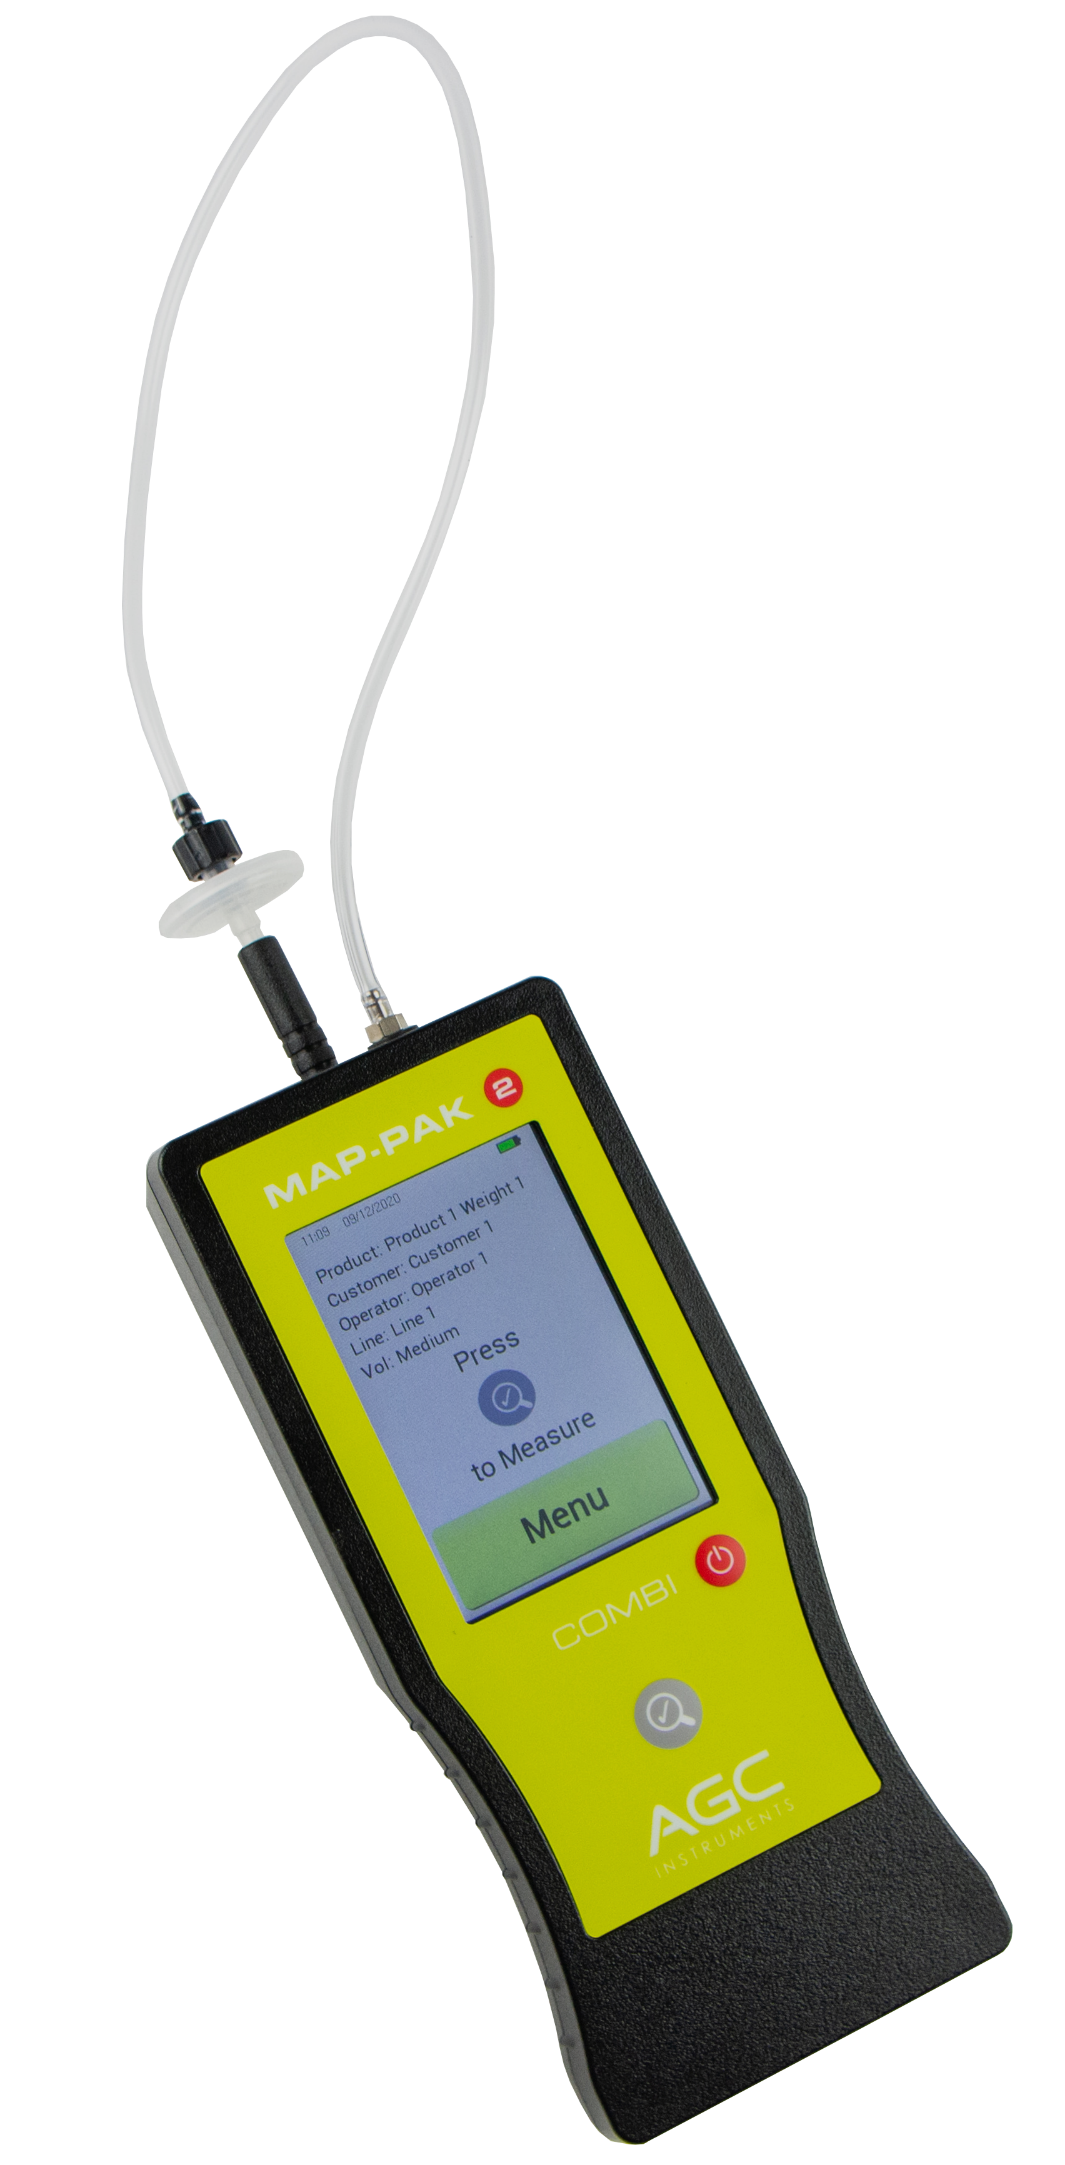 MAP·PAK 2
11:09 09/12/2020
Product: Product 1 Weight 1
Customer: Customer 1
Operator: Operator 1
Line: Line 1
Vol: Medium
Press
to Measure
Menu
COMBI
AGC
INSTRUMENTS